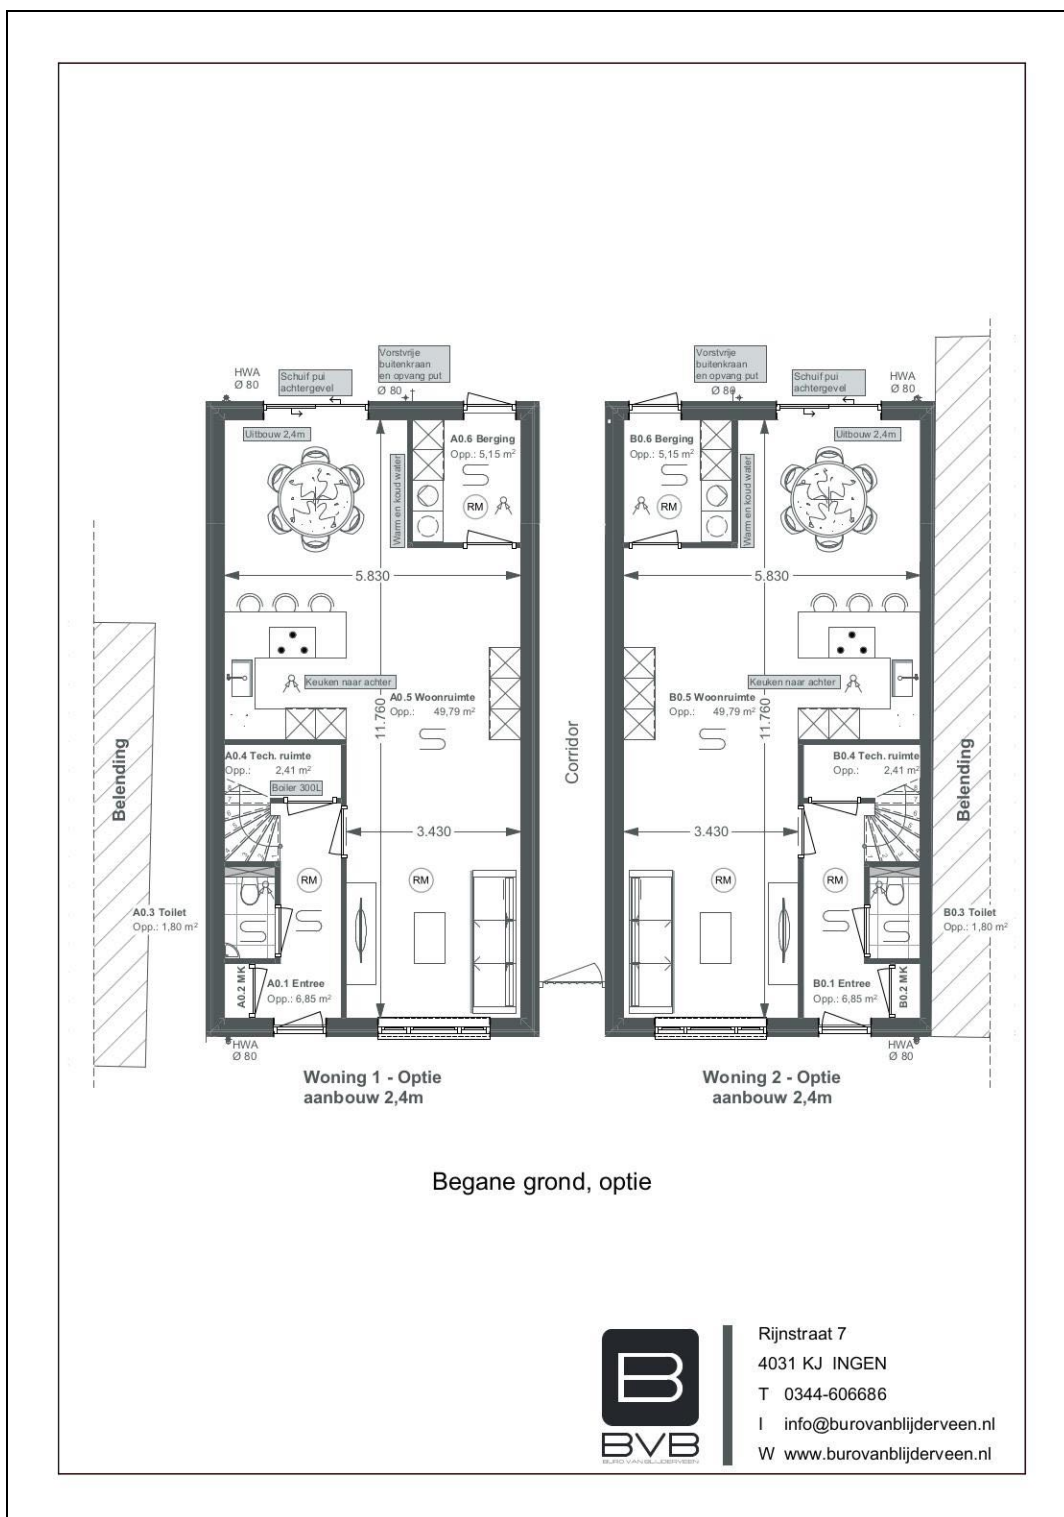 HWA
Ø 80
Schuif pui
achtergevel
Vorstvrije
buitenkraan
en opvang put
Ø 80
Uitbouw 2,4m
Warm en koud water
A0.6 Berging
Opp.: 5,15 m²
RM
5.830
Keuken naar achter
A0.5 Woonruimte
Opp.: 49,79 m²
11.760
A0.4 Tech. ruimte
Opp.: 2,41 m²
Boiler 300L
3.430
RM
RM
A0.3 Toilet
Opp.: 1,80 m²
A0.2 MK
A0.1 Entree
Opp.: 6,85 m²
HWA
Ø 80
Belending
Woning 1 - Optie
aanbouw 2,4m
Corridor
Vorstvrije
buitenkraan
en opvang put
Ø 80
Schuif pui
achtergevel
HWA
Ø 80
B0.6 Berging
Opp.: 5,15 m²
RM
Warm en koud water
Uitbouw 2,4m
5.830
Keuken naar achter
B0.5 Woonruimte
Opp.: 49,79 m²
11.760
B0.4 Tech. ruimte
Opp.: 2,41 m²
3.430
RM
RM
B0.3 Toilet
Opp.: 1,80 m²
B0.2 MK
B0.1 Entree
Opp.: 6,85 m²
HWA
Ø 80
Belending
Woning 2 - Optie
aanbouw 2,4m
Begane grond, optie
B
BVB
BURO VAN BLIJDERVEEN
Rijnstraat 7
4031 KJ INGEN
T 0344-606686
I info@burovanblijderveen.nl
W www.burovanblijderveen.nl